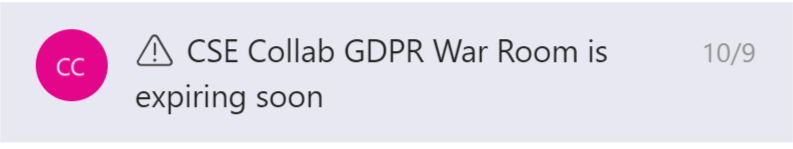 CC
⚠ CSE Collab GDPR War Room is
expiring soon
10/9